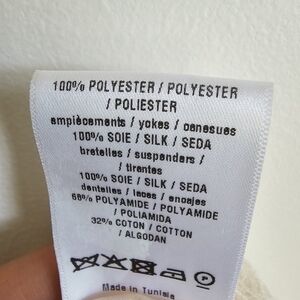 100% POLYESTER / POLYESTER
/ POLIESTER
empiècements / yokes / canesues
100% SOIE / SILK / SEDA
bretelles / suspenders /
/ tirantes
100% SOIE / SILK / SEDA
dentelles / laces / encajes
68% POLYAMIDE / POLYAMIDE
/ POLIAMIDA
32% COTON / COTTON
/ ALGODAN
Made in Tunisia